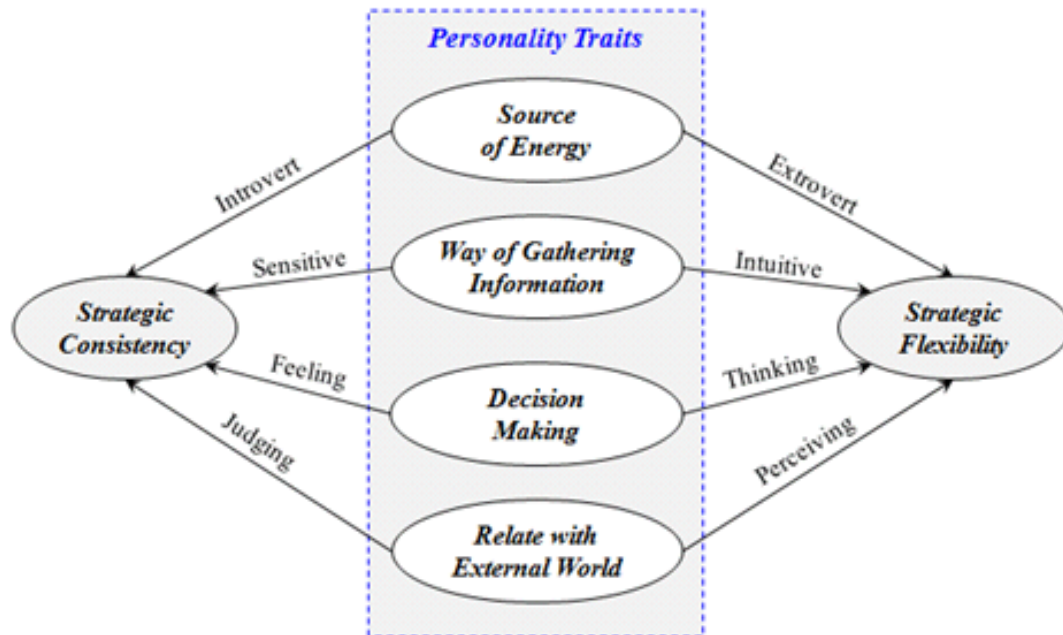 Personality Traits
Source
of Energy
Introvert
Extrovert
Way of Gathering
Information
Sensitive
Intuitive
Strategic
Consistency
Strategic
Flexibility
Feeling
Thinking
Decision
Making
Judging
Perceiving
Relate with
External World